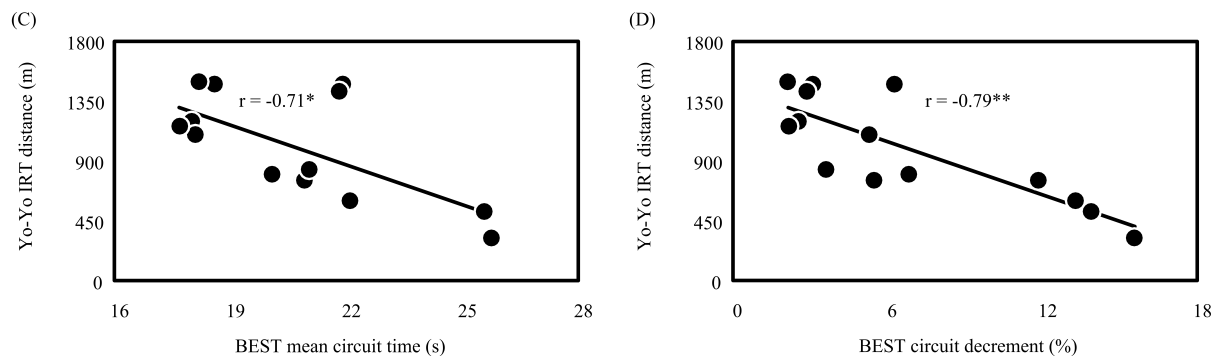 (C)
Yo-Yo IRT distance (m)
1800
1350
900
450
0
r = -0.71*
16 19 22 25 28
BEST mean circuit time (s)
(D)
Yo-Yo IRT distance (m)
1800
1350
900
450
0
r = -0.79**
0 6 12 18
BEST circuit decrement (%)